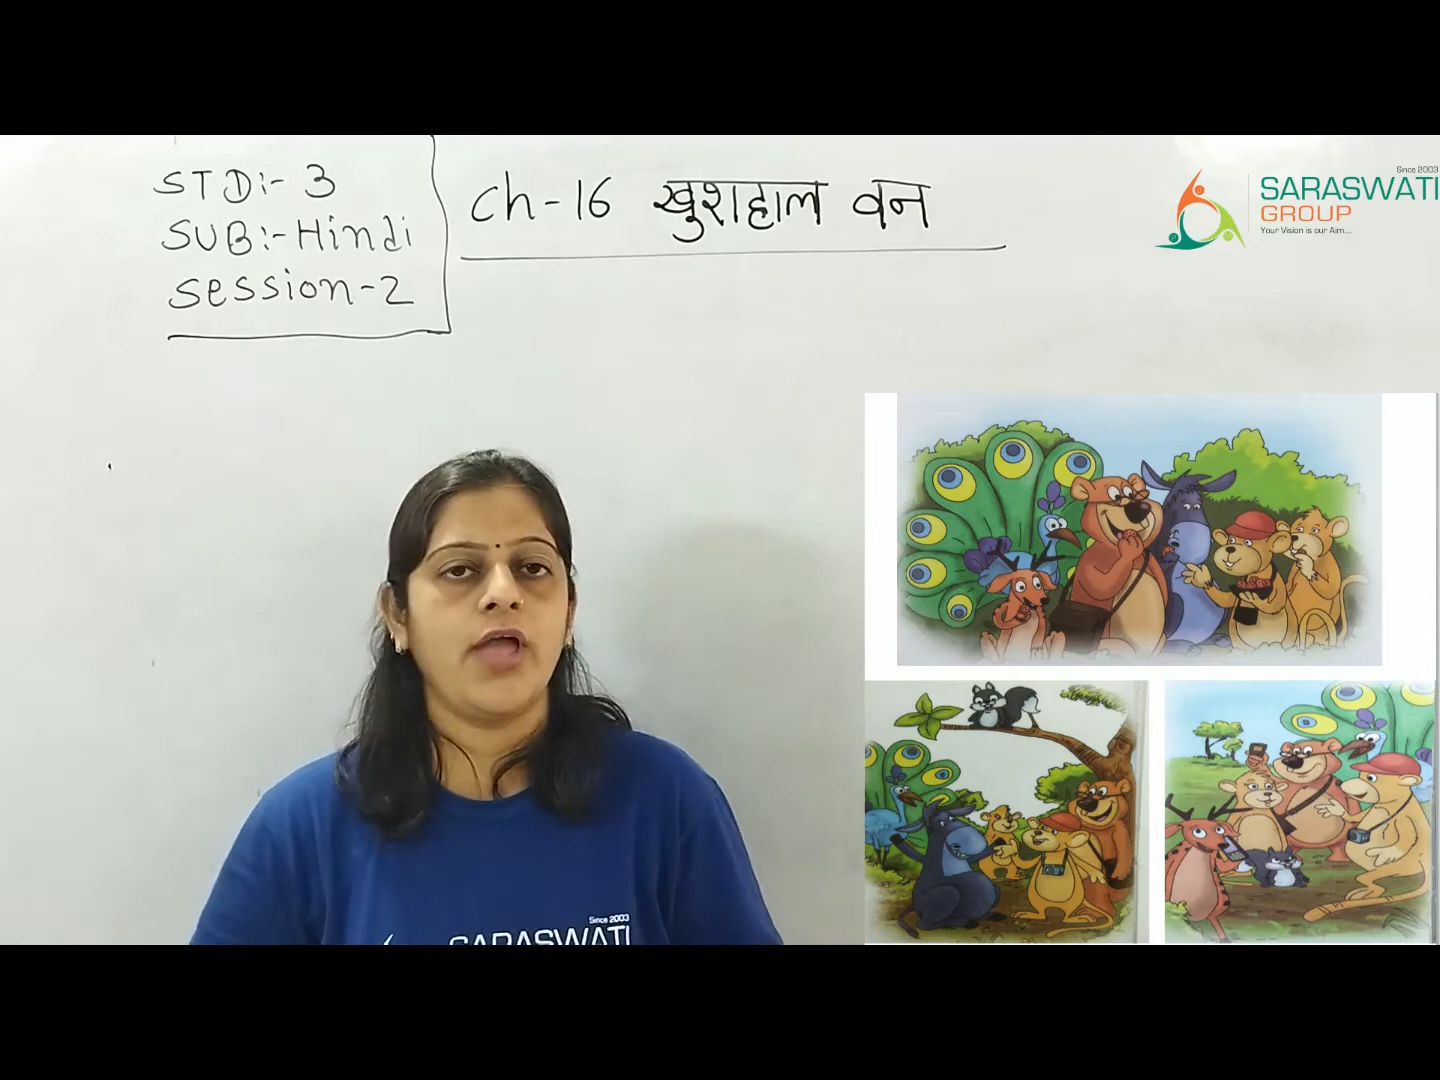 STD:- 3
SUB:- Hindi
Session-2
Ch-16 खुशहाल वन
Since 2003
SARASWATI
GROUP
Your Vision is our Aim...
Since 2003
SARASWATI